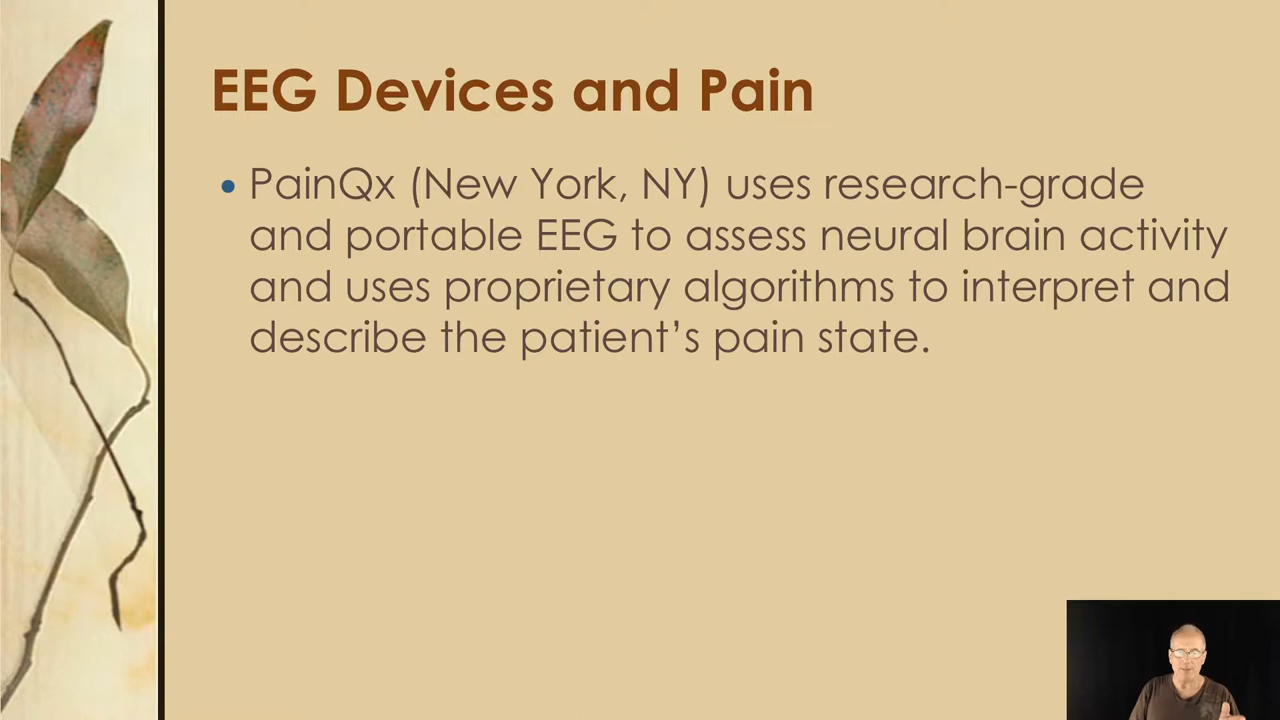 EEG Devices and Pain
• PainQx (New York, NY) uses research-grade
and portable EEG to assess neural brain activity
and uses proprietary algorithms to interpret and
describe the patient’s pain state.